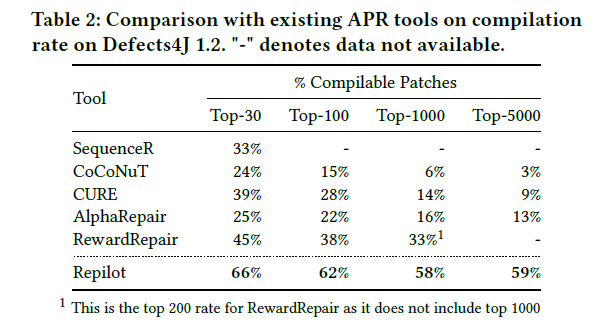 Table 2: Comparison with existing APR tools on compilation
rate on Defects4J 1.2. "-" denotes data not available.
% Compilable Patches
Tool
Top-30 Top-100 Top-1000 Top-5000
SequenceR 33% - - -
CoCoNuT 24% 15% 6% 3%
CURE 39% 28% 14% 9%
AlphaRepair 25% 22% 16% 13%
RewardRepair 45% 38% 33%¹ -
Repilot 66% 62% 58% 59%
¹ This is the top 200 rate for RewardRepair as it does not include top 1000